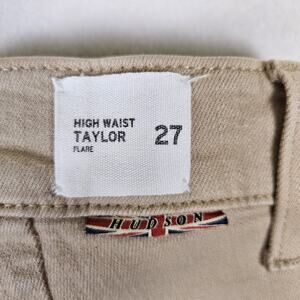 HIGH WAIST
TAYLOR
FLARE
27
HUDSON